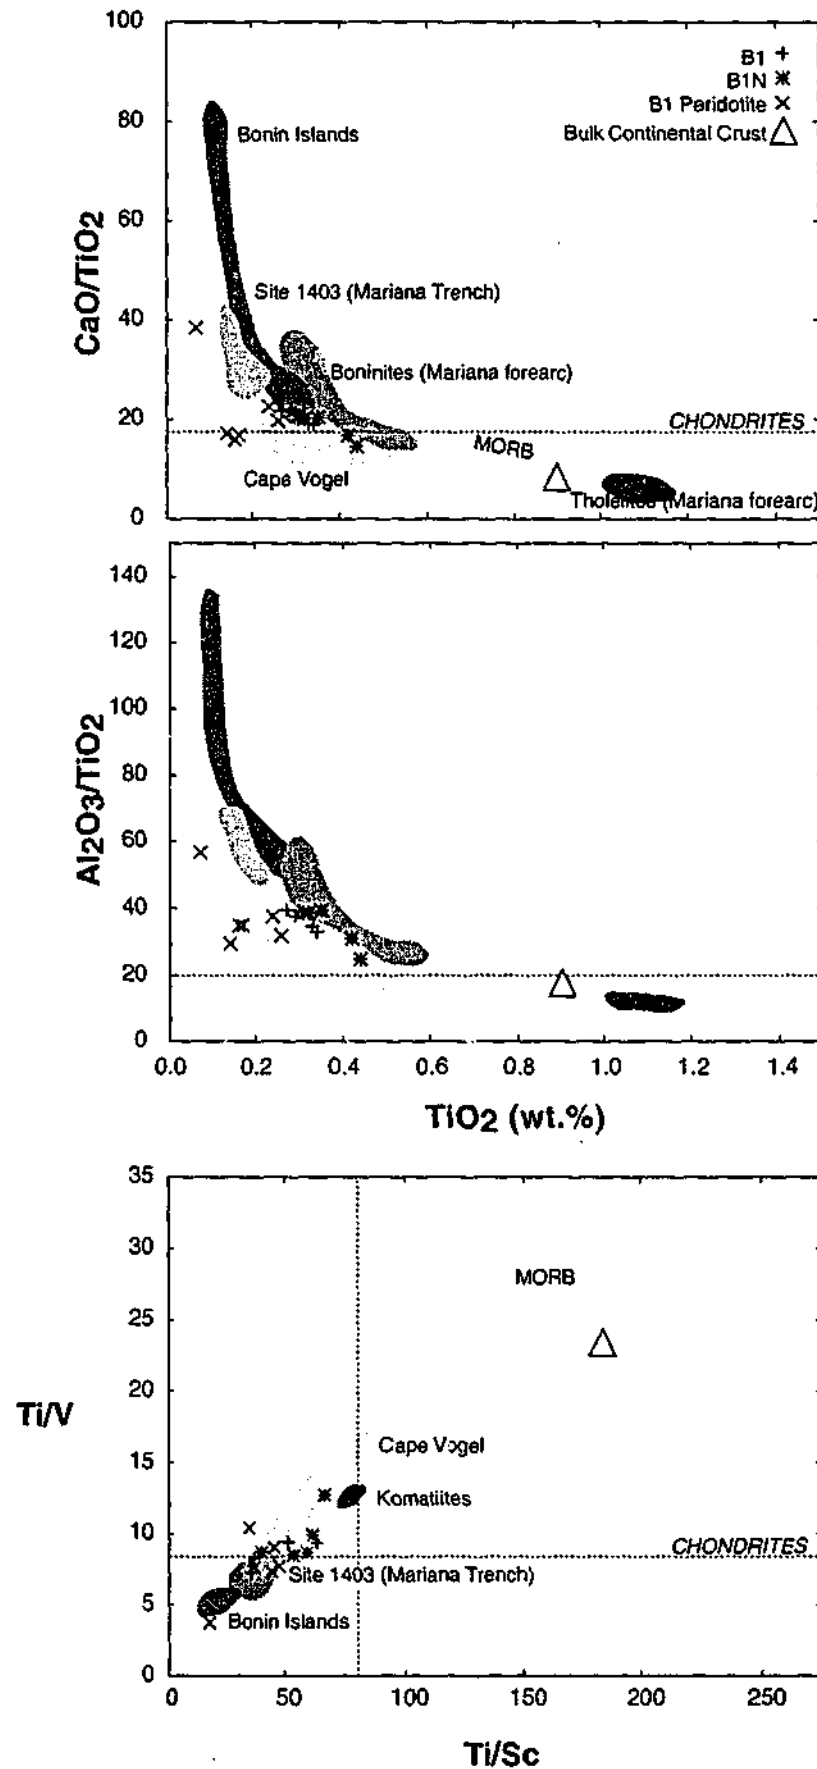 100
B1 +
B1N ✳
B1 Peridotite ×
Bulk Continental Crust △
80
Bonin Islands
60
CaO/TiO2
Site 1403 (Mariana Trench)
40
Boninites (Mariana forearc)
20
CHONDRITES
MORB
Cape Vogel
Tholeiites (Mariana forearc)
0
140
120
100
80
Al2O3/TiO2
60
40
20
0
0.0 0.2 0.4 0.6 0.8 1.0 1.2 1.4
TiO2 (wt.%)
35
30
MORB
25
20
Ti/V
15
Cape Vogel
Komatiites
10
CHONDRITES
Site 1403 (Mariana Trench)
5
Bonin Islands
0
0 50 100 150 200 250
Ti/Sc